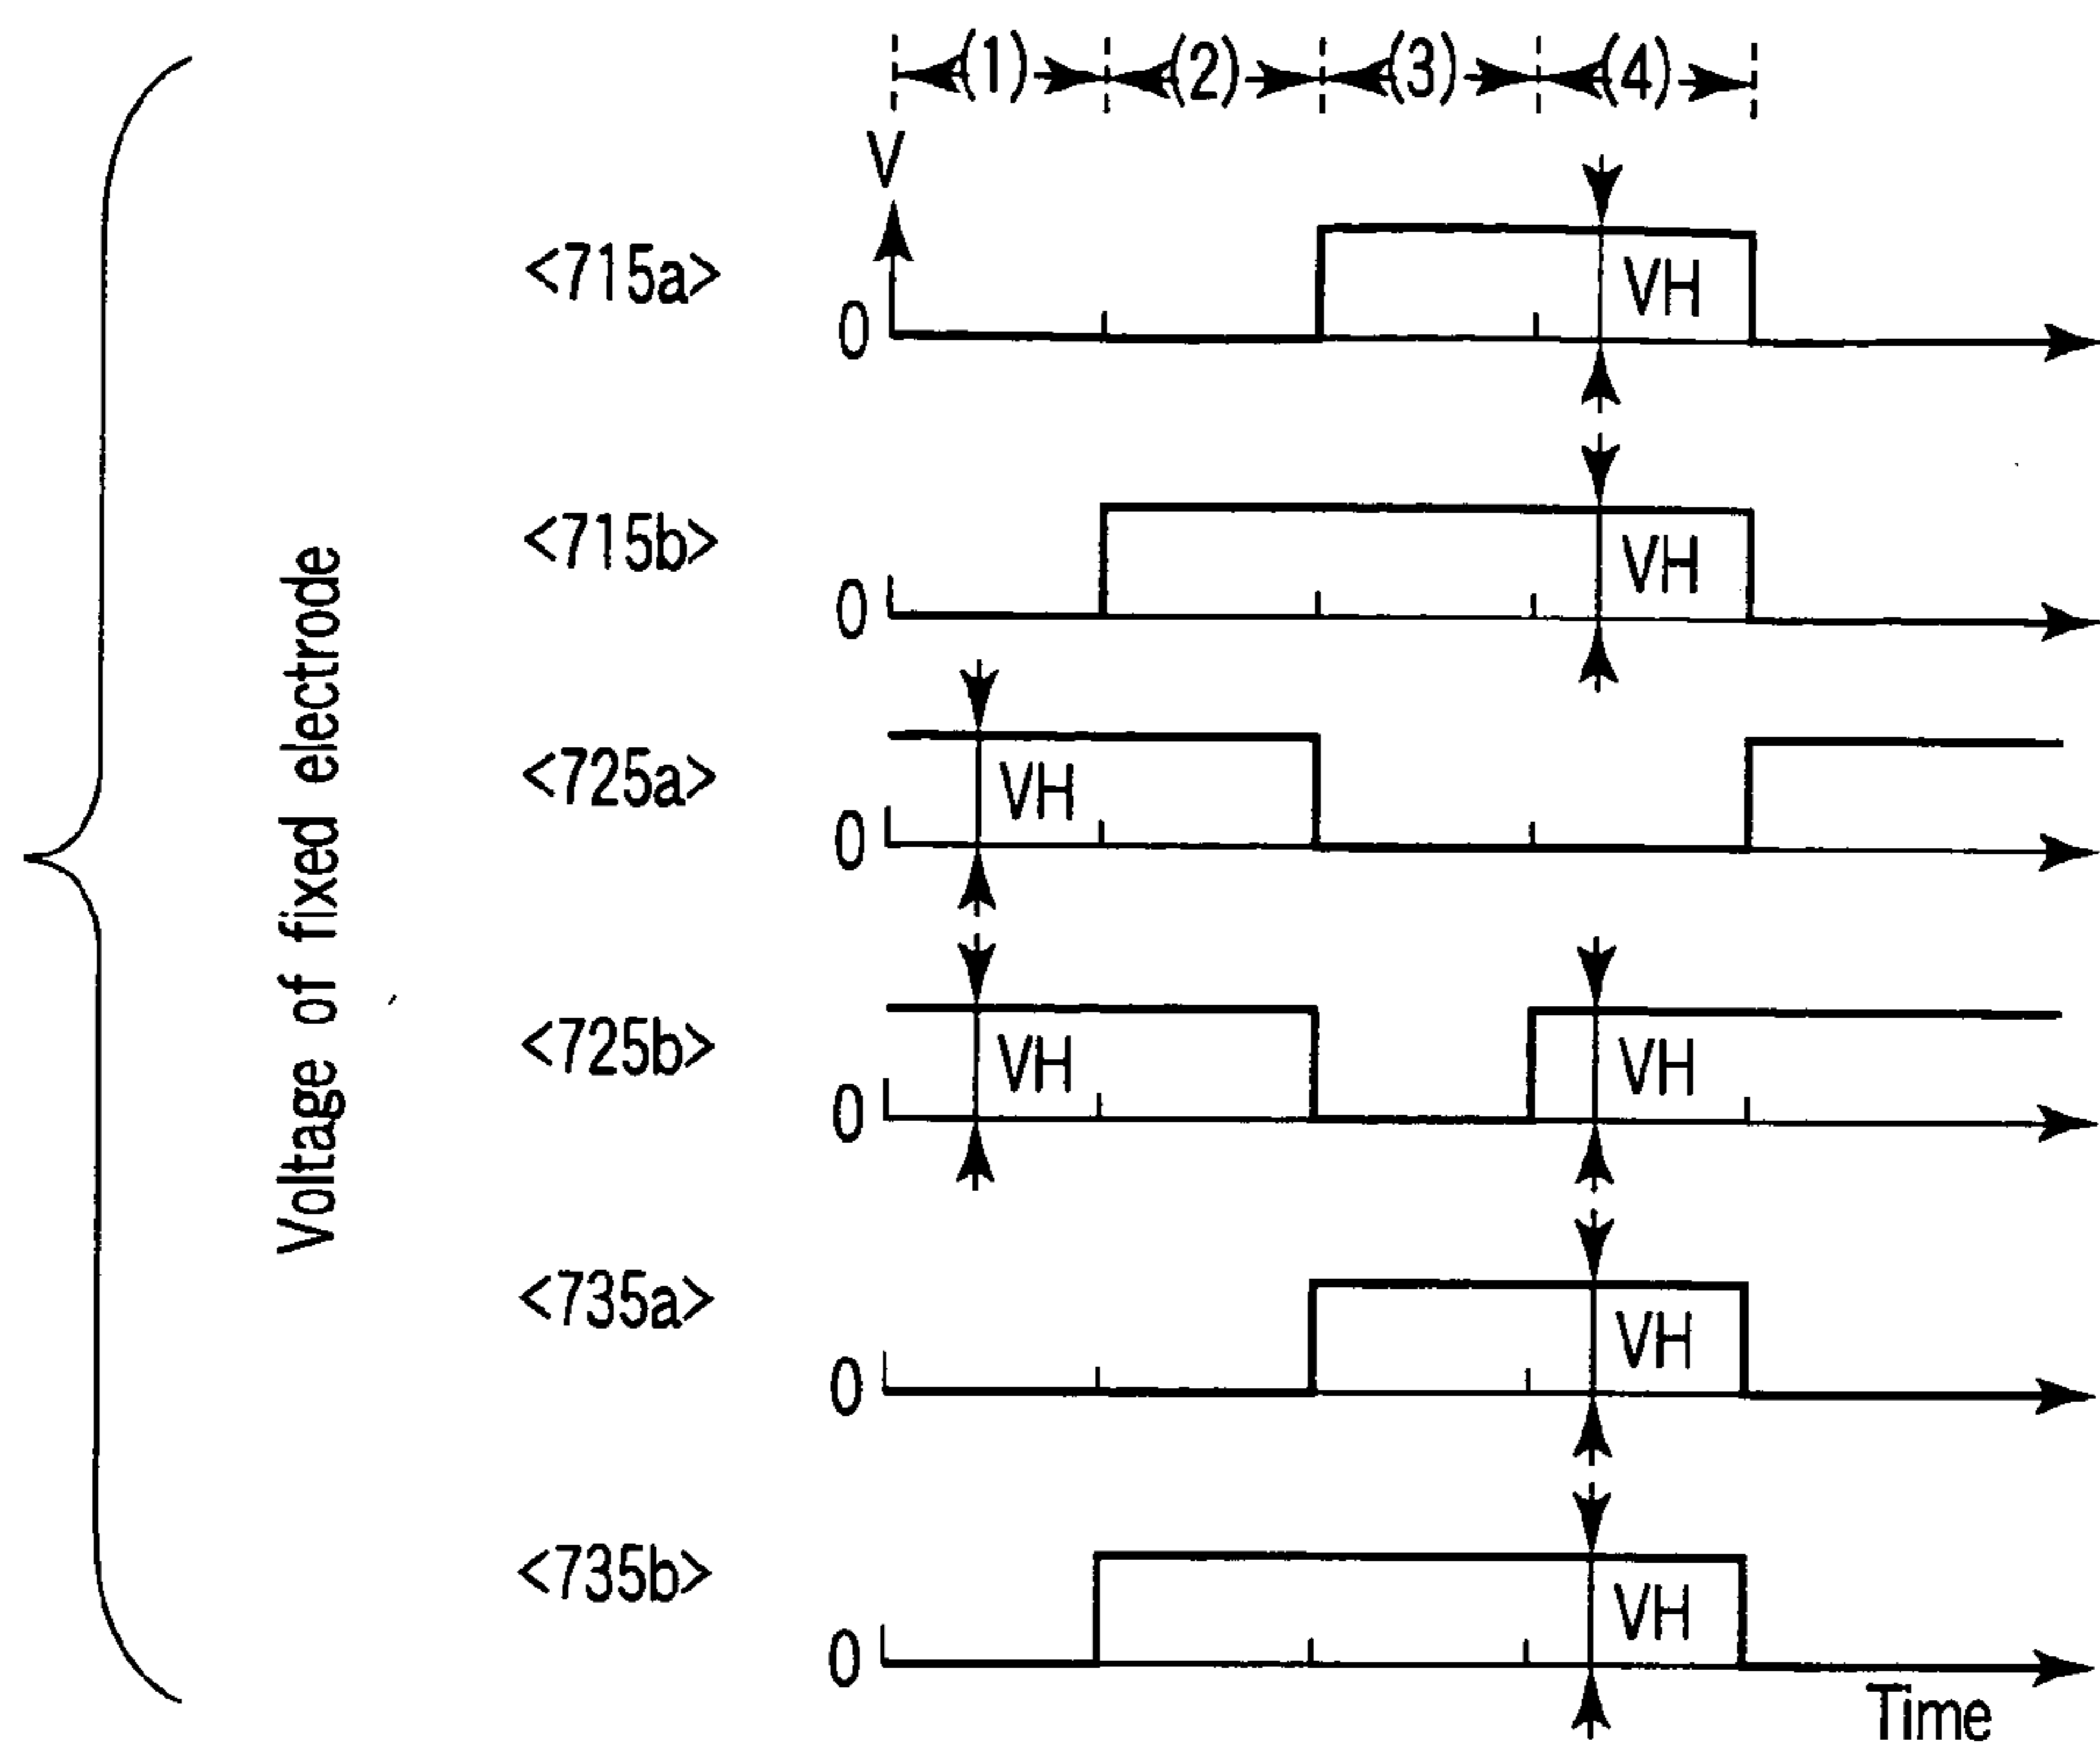 (1) (2) (3) (4)
V
<715a>
VH
0
<715b>
VH
0
<725a>
VH
0
<725b>
VH VH
0
<735a>
VH
0
<735b>
VH
0
Time
Voltage of fixed electrode